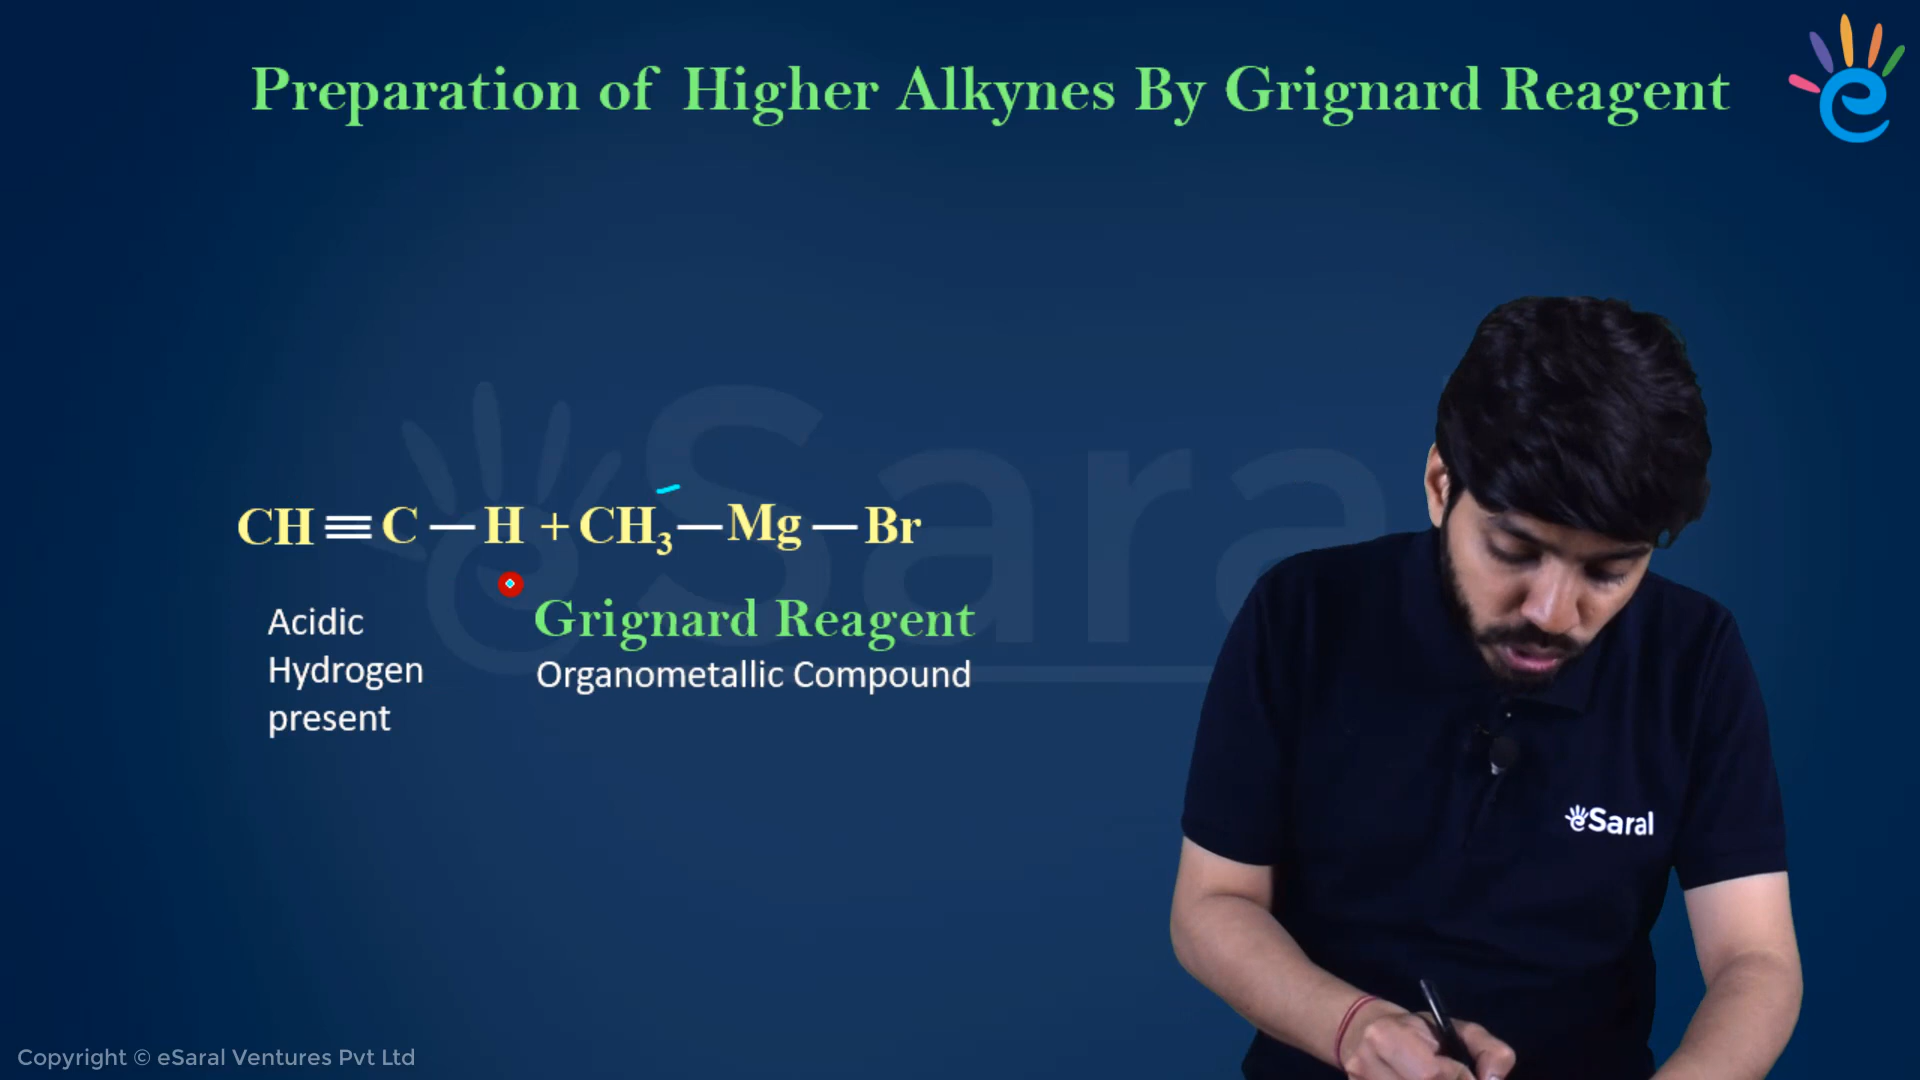 Preparation of Higher Alkynes By Grignard Reagent
CH≡C—H + CH₃—Mg—Br
Acidic
Hydrogen
present
Grignard Reagent
Organometallic Compound
eSaral
eSaral
Copyright © eSaral Ventures Pvt Ltd